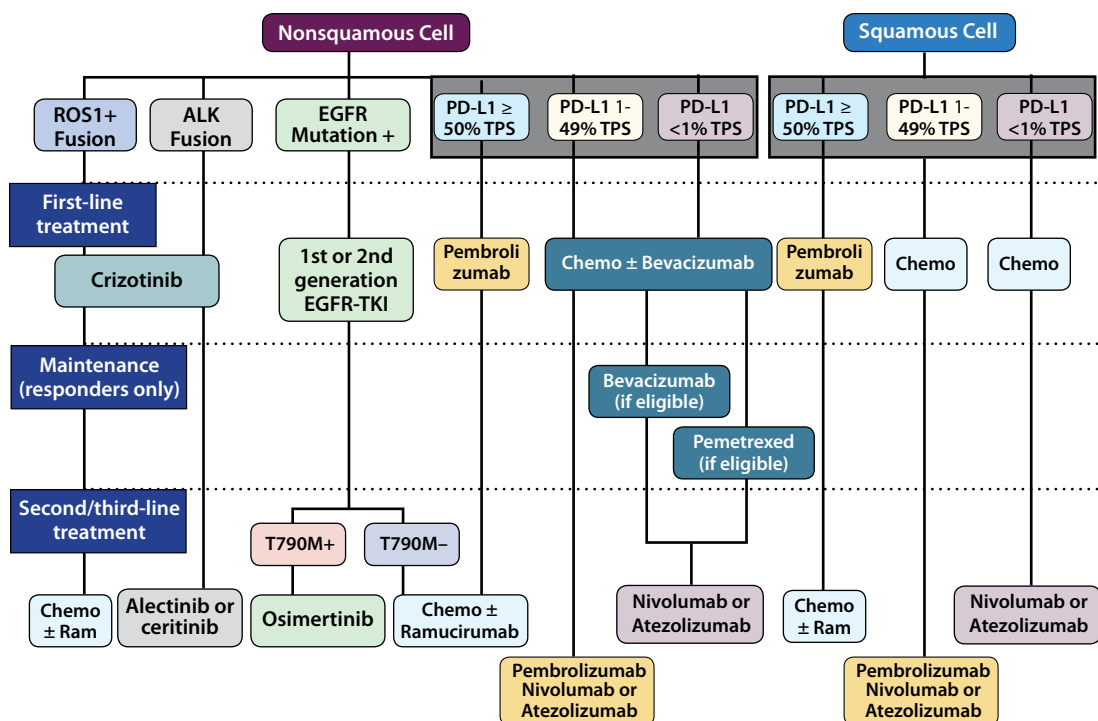 Nonsquamous Cell
Squamous Cell
ROS1+
Fusion
ALK
Fusion
EGFR
Mutation +
PD-L1 ≥
50% TPS
PD-L1 1-
49% TPS
PD-L1
<1% TPS
PD-L1 ≥
50% TPS
PD-L1 1-
49% TPS
PD-L1
<1% TPS
First-line
treatment
Crizotinib
1st or 2nd
generation
EGFR-TKI
Pembroli
zumab
Chemo ± Bevacizumab
Pembroli
zumab
Chemo
Chemo
Maintenance
(responders only)
Bevacizumab
(if eligible)
Pemetrexed
(if eligible)
Second/third-line
treatment
T790M+
T790M–
Chemo
± Ram
Alectinib or
ceritinib
Osimertinib
Chemo ±
Ramucirumab
Nivolumab or
Atezolizumab
Chemo
± Ram
Nivolumab or
Atezolizumab
Pembrolizumab
Nivolumab or
Atezolizumab
Pembrolizumab
Nivolumab or
Atezolizumab